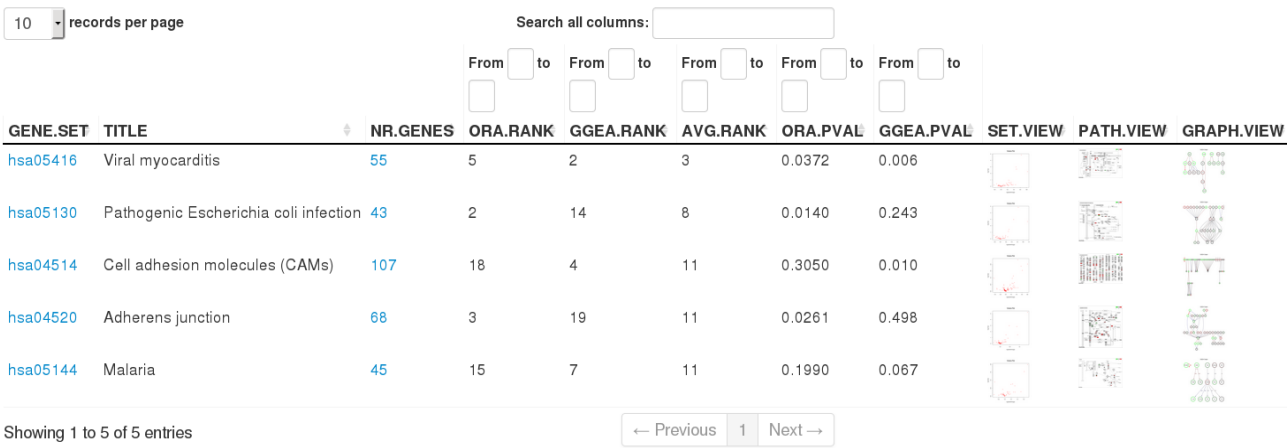 10 records per page Search all columns:
From to From to From to From to From to
GENE.SET TITLE NR.GENES ORA.RANK GGEA.RANK AVG.RANK ORA.PVAL GGEA.PVAL SET.VIEW PATH.VIEW GRAPH.VIEW
hsa05416 Viral myocarditis 55 5 2 3 0.0372 0.006
hsa05130 Pathogenic Escherichia coli infection 43 2 14 8 0.0140 0.243
hsa04514 Cell adhesion molecules (CAMs) 107 18 4 11 0.3050 0.010
hsa04520 Adherens junction 68 3 19 11 0.0261 0.498
hsa05144 Malaria 45 15 7 11 0.1990 0.067
Showing 1 to 5 of 5 entries ← Previous 1 Next →